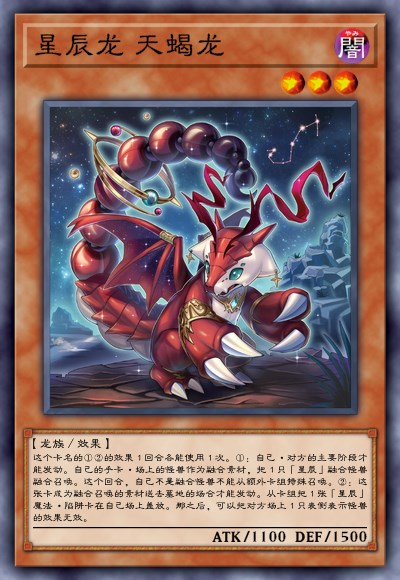 星辰龙 天蝎龙
やみ
闇
【龙族／效果】
这个卡名的①②的效果1回合各能使用1次。①：自己·对方的主要阶段才
能发动。自己的手卡·场上的怪兽作为融合素材，把1只「星辰」融合怪兽
融合召唤。这个回合，自己不是融合怪兽不能从额外卡组特殊召唤。②：这
张卡成为融合召唤的素材送去墓地的场合才能发动。从卡组把1张「星辰」
魔法·陷阱卡在自己场上盖放。那之后，可以把对方场上1只表侧表示怪兽
的效果无效。
ATK/1100 DEF/1500